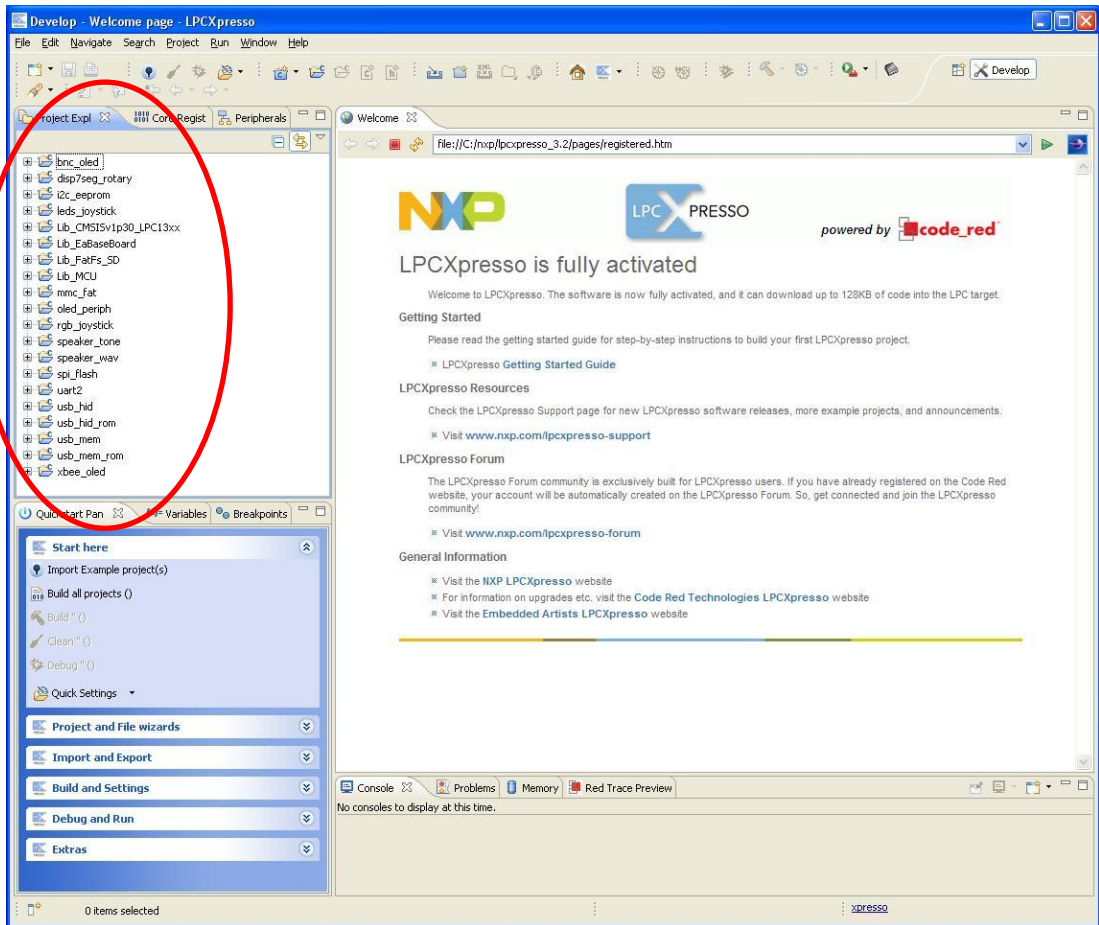 Develop - Welcome page - LPCXpresso
File Edit Navigate Search Project Run Window Help
Develop
Project Expl Core Regist Peripherals
Welcome
file://C:/nxp/lpcxpresso_3.2/pages/registered.htm
bnc_oled
disp7seg_rotary
i2c_eeprom
leds_joystick
Lib_CMSISv1p30_LPC13xx
Lib_EaBaseBoard
Lib_FatFs_SD
Lib_MCU
mmc_fat
oled_periph
rgb_joystick
speaker_tone
speaker_wav
spi_flash
uart2
usb_hid
usb_hid_rom
usb_mem
usb_mem_rom
xbee_oled
NXP
LPC XPRESSO
powered by code_red
LPCXpresso is fully activated
Welcome to LPCXpresso. The software is now fully activated, and it can download up to 128KB of code into the LPC target.
Getting Started
Please read the getting started guide for step-by-step instructions to build your first LPCXpresso project.
LPCXpresso Getting Started Guide
LPCXpresso Resources
Check the LPCXpresso Support page for new LPCXpresso software releases, more example projects, and announcements.
Visit www.nxp.com/lpcxpresso-support
LPCXpresso Forum
The LPCXpresso Forum community is exclusively built for LPCXpresso users. If you have already registered on the Code Red
website, your account will be automatically created on the LPCXpresso Forum. So, get connected and join the LPCXpresso
community!
Visit www.nxp.com/lpcxpresso-forum
General Information
Visit the NXP LPCXpresso website
For information on upgrades etc. visit the Code Red Technologies LPCXpresso website
Visit the Embedded Artists LPCXpresso website
Quickstart Pan (x)= Variables Breakpoints
Start here
Import Example project(s)
Build all projects ()
Build '' ()
Clean '' ()
Debug '' ()
Quick Settings
Project and File wizards
Import and Export
Build and Settings
Debug and Run
Extras
Console Problems Memory Red Trace Preview
No consoles to display at this time.
0 items selected
xpresso